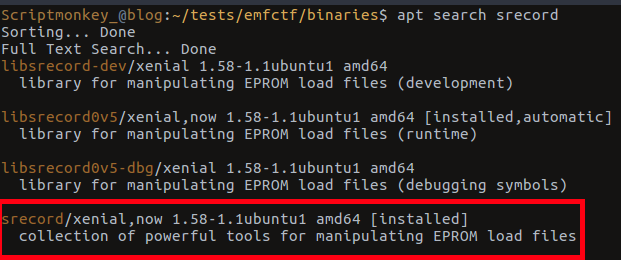 Scriptmonkey_@blog:~/tests/emfctf/binaries$ apt search srecord
Sorting... Done
Full Text Search... Done
libsrecord-dev/xenial 1.58-1.1ubuntu1 amd64
  library for manipulating EPROM load files (development)
libsrecord0v5/xenial,now 1.58-1.1ubuntu1 amd64 [installed,automatic]
  library for manipulating EPROM load files (runtime)
libsrecord0v5-dbg/xenial 1.58-1.1ubuntu1 amd64
  library for manipulating EPROM load files (debugging symbols)
srecord/xenial,now 1.58-1.1ubuntu1 amd64 [installed]
  collection of powerful tools for manipulating EPROM load files